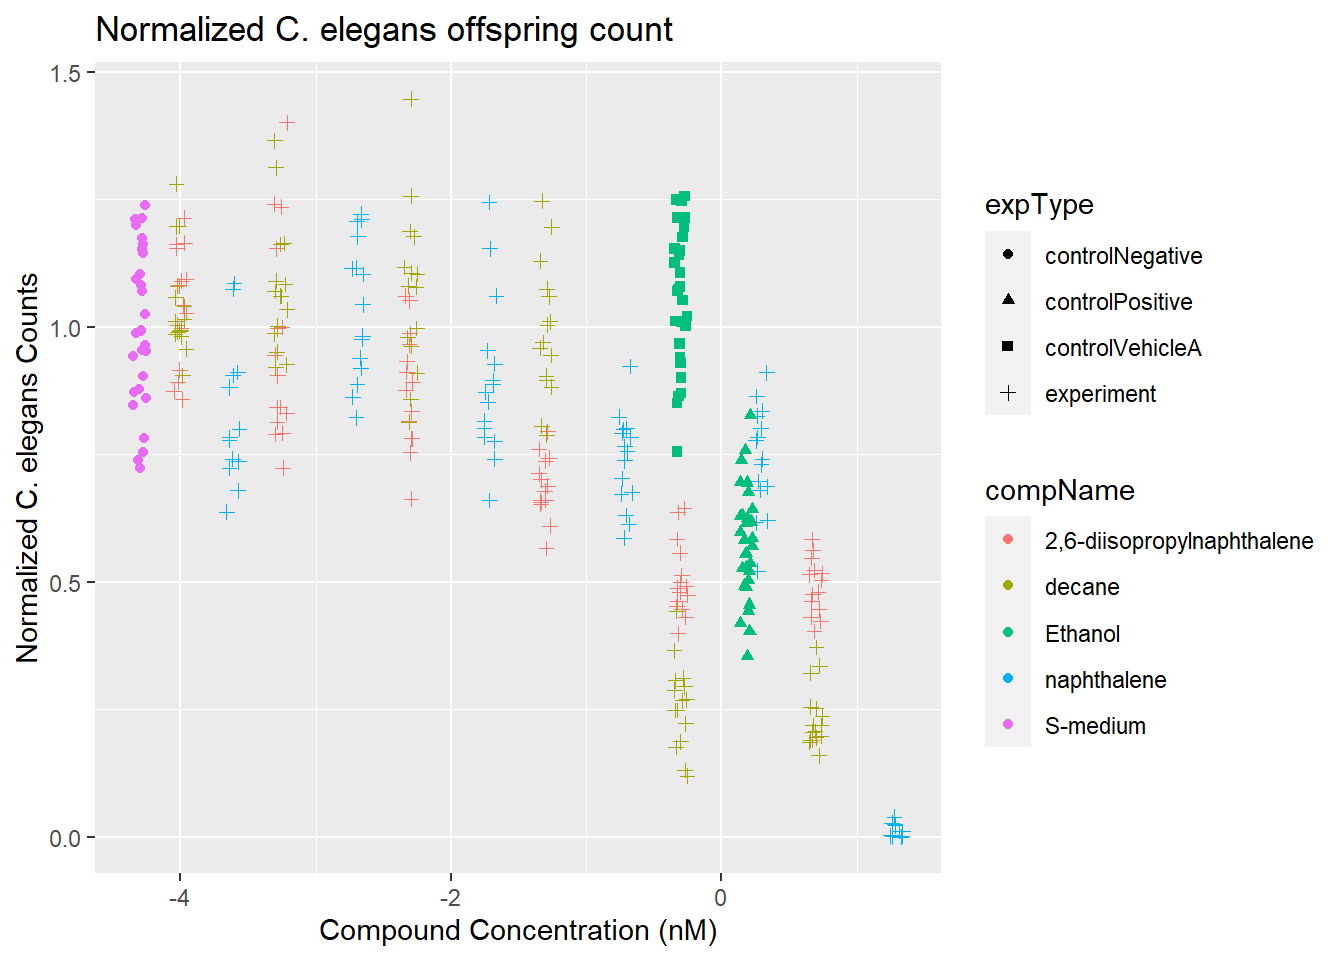 Normalized C. elegans offspring count
1.5
1.0
0.5
0.0
Normalized C. elegans Counts
-4
-2
0
Compound Concentration (nM)
expType
controlNegative
controlPositive
controlVehicleA
experiment
compName
2,6-diisopropylnaphthalene
decane
Ethanol
naphthalene
S-medium